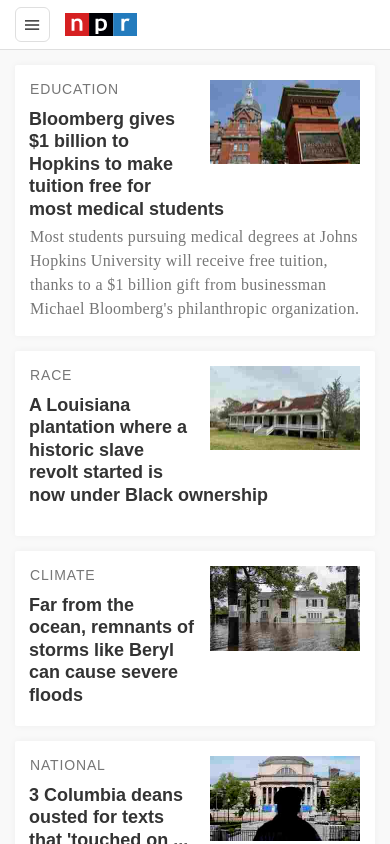 npr
EDUCATION
Bloomberg gives
$1 billion to
Hopkins to make
tuition free for
most medical students
Most students pursuing medical degrees at Johns
Hopkins University will receive free tuition,
thanks to a $1 billion gift from businessman
Michael Bloomberg's philanthropic organization.
RACE
A Louisiana
plantation where a
historic slave
revolt started is
now under Black ownership
CLIMATE
Far from the
ocean, remnants of
storms like Beryl
can cause severe
floods
NATIONAL
3 Columbia deans
ousted for texts
that 'touched on ...